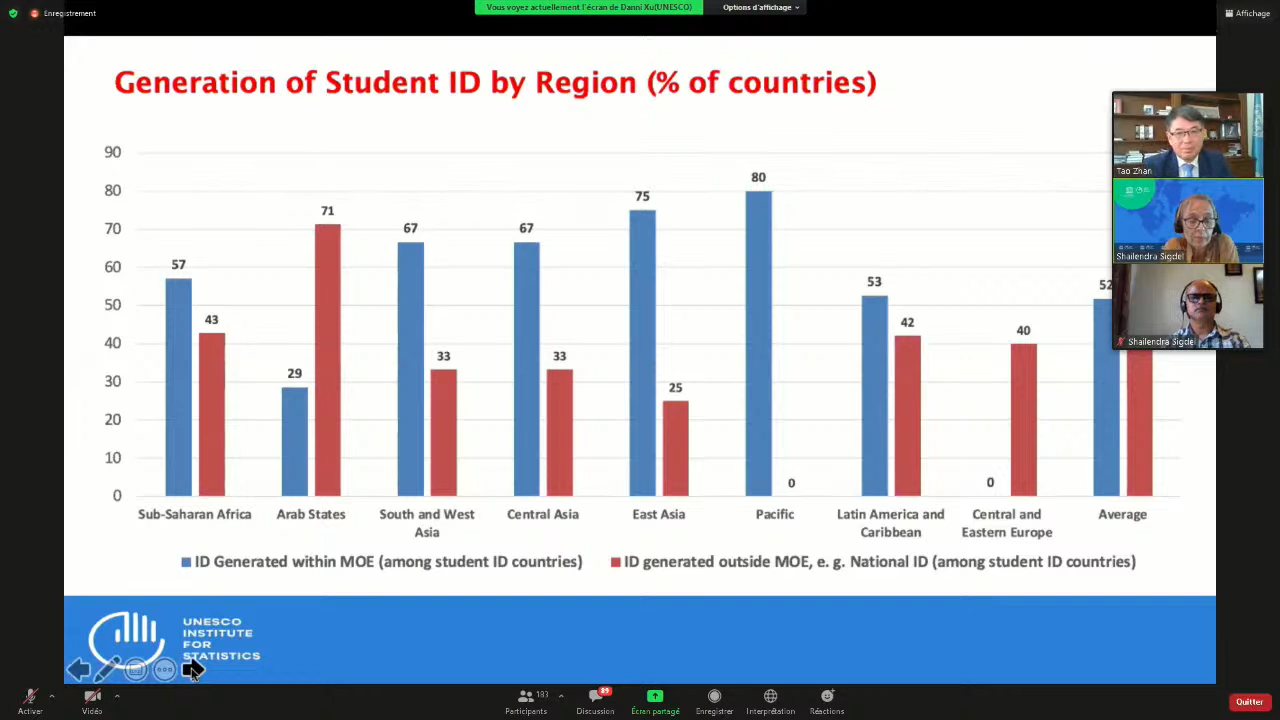 Enregistrement
Vous voyez actuellement l'écran de Danni Xu(UNESCO)
Options d'affichage
Affichage
Generation of Student ID by Region (% of countries)
90
80
70
60
50
40
30
20
10
0
57
43
29
71
67
33
67
33
75
25
80
0
53
42
0
40
52
Sub-Saharan Africa
Arab States
South and West
Asia
Central Asia
East Asia
Pacific
Latin America and
Caribbean
Central and
Eastern Europe
Average
ID Generated within MOE (among student ID countries)
ID generated outside MOE, e. g. National ID (among student ID countries)
Tao Zhan
Shailendra Sigdel
Shailendra Sigdel
UNESCO
INSTITUTE
FOR
STATISTICS
Activer
Vidéo
183
Participants
89
Discussion
Écran partagé
Enregistrer
Interprétation
Réactions
Quitter